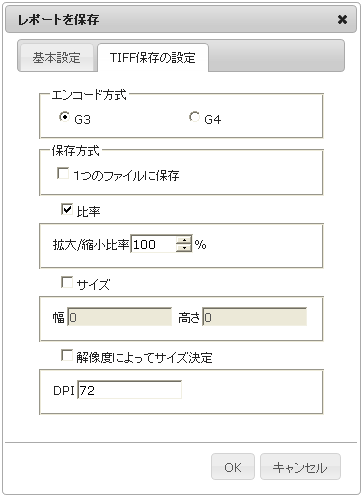 レポートを保存
基本設定
TIFF保存の設定
エンコード方式
G3
G4
保存方式
1つのファイルに保存
比率
拡大/縮小比率 100 %
サイズ
幅 0 高さ 0
解像度によってサイズ決定
DPI 72
OK
キャンセル